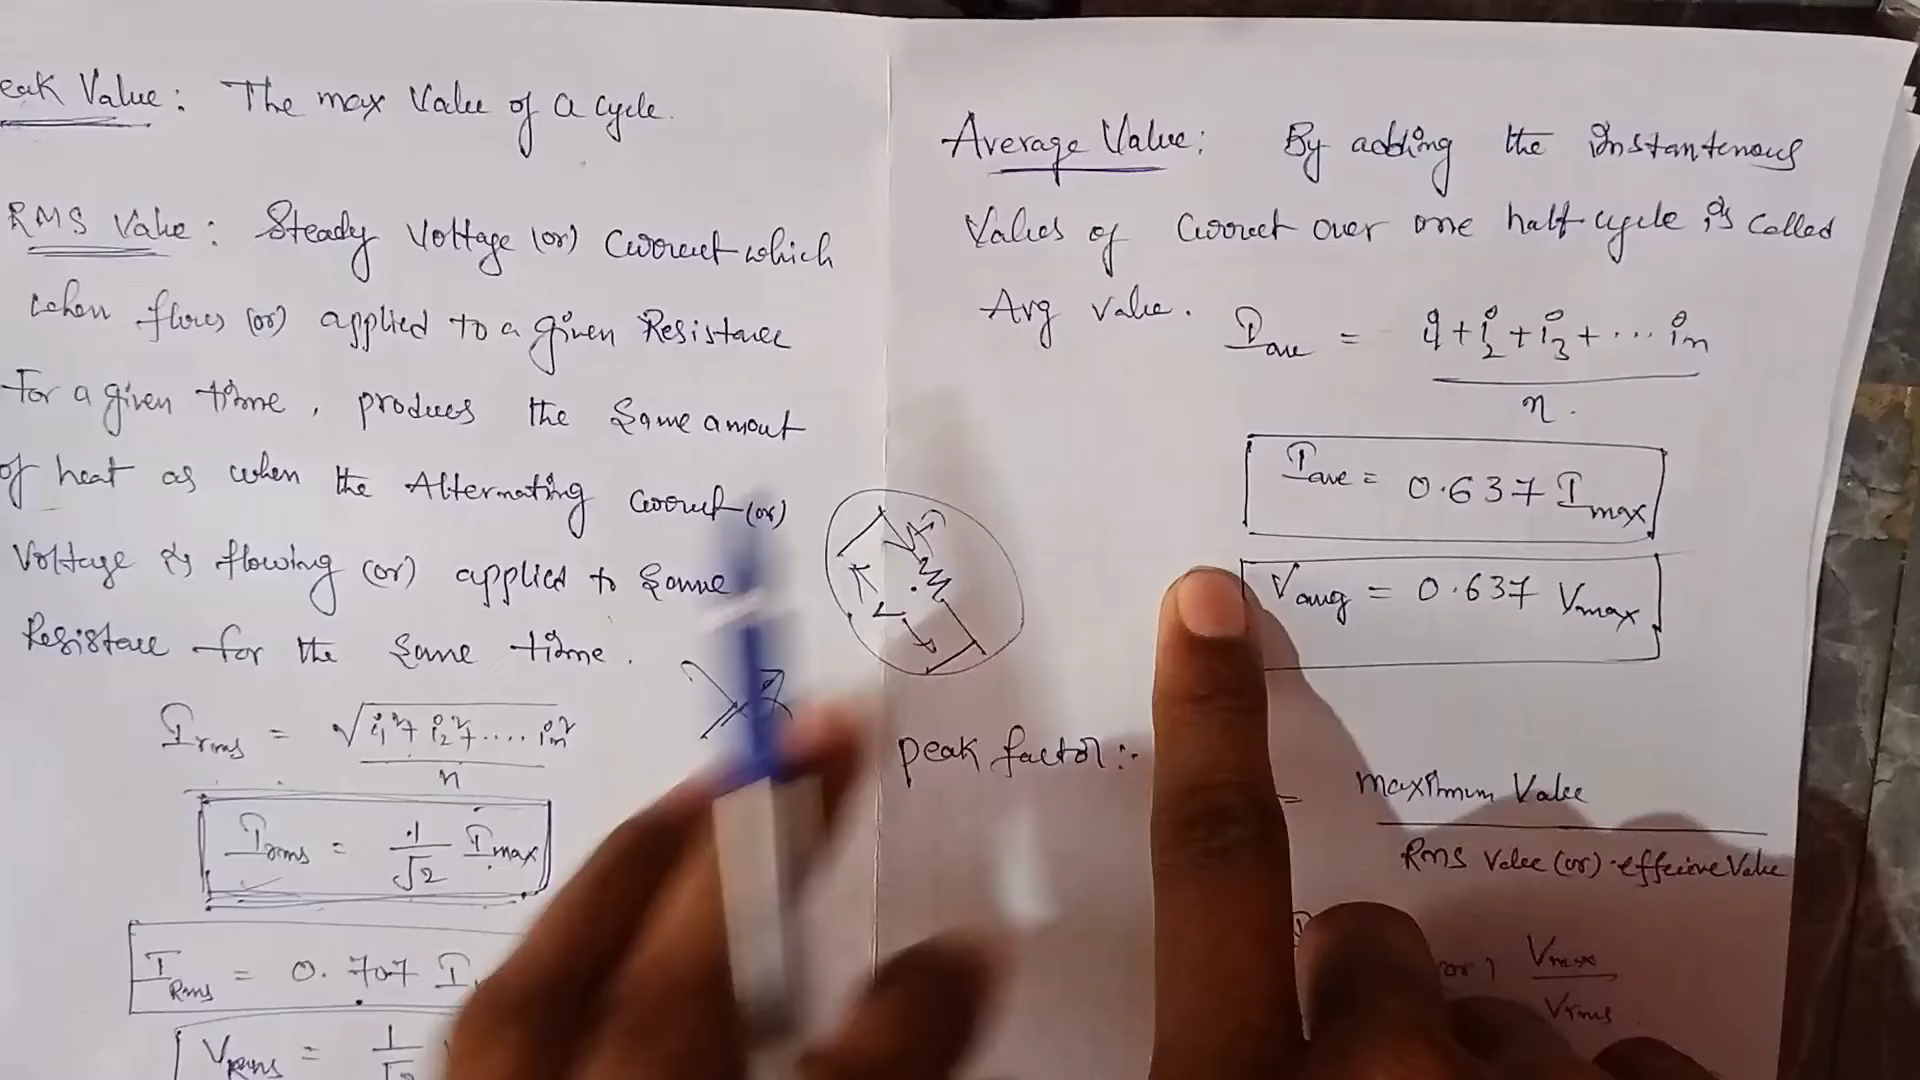 eak Value: The max Value of a cycle.
RMS Value: Steady Voltage (or) Current which
when flows (or) applied to a given Resistance
For a given time, produces the same amout
of heat as when the Alternating current (or)
Voltage is flowing (or) applied to same
Resistace for the same time.
Irms = √i₁²+ i₂²+.... in²
n
Irms = 1/√2 Imax
IRms = 0.707 I
VRms = 1
Average Value: By adding the instantenous
Values of Current over one half cycle is called
Avg value. Iave = i₁+i₂+i₃+...in
n.
Iave = 0.637 Imax
Vavg = 0.637 Vmax
peak factor:-
= maximum Value
Rms Value (or) effecive Value
or) Vmax
Vrms